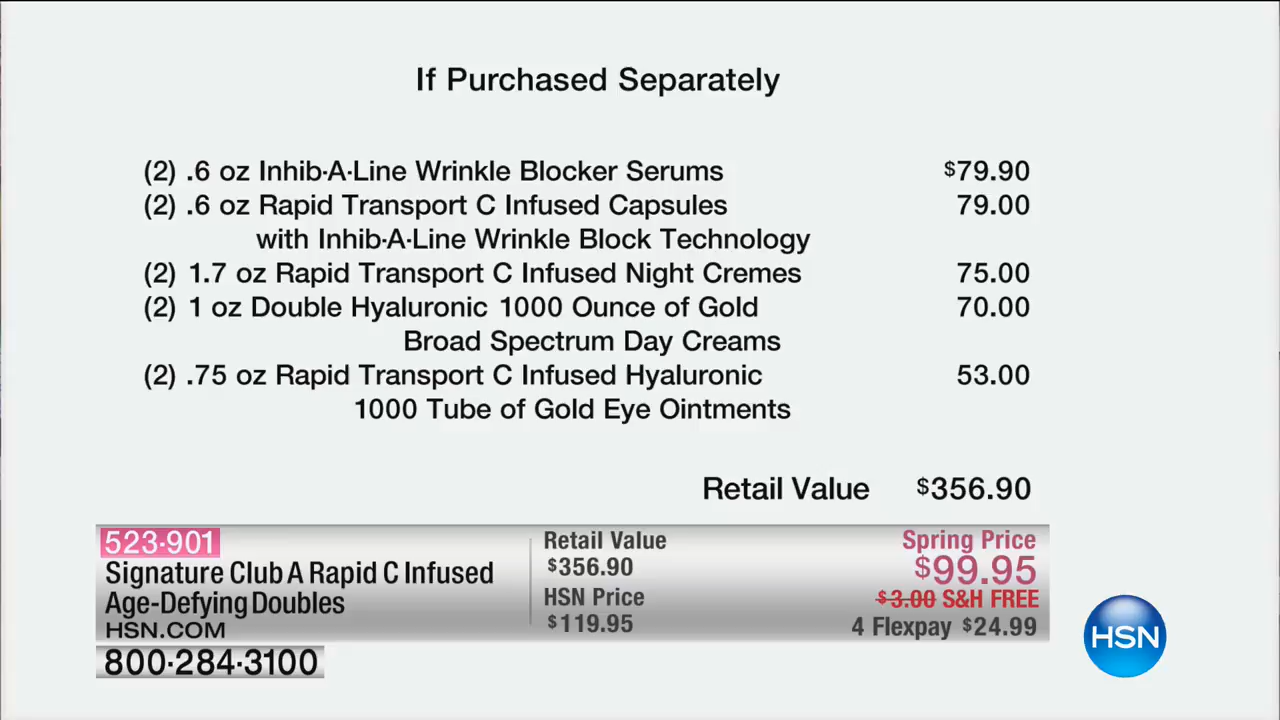 If Purchased Separately
(2) .6 oz Inhib·A·Line Wrinkle Blocker Serums $79.90
(2) .6 oz Rapid Transport C Infused Capsules 79.00
with Inhib·A·Line Wrinkle Block Technology
(2) 1.7 oz Rapid Transport C Infused Night Cremes 75.00
(2) 1 oz Double Hyaluronic 1000 Ounce of Gold 70.00
Broad Spectrum Day Creams
(2) .75 oz Rapid Transport C Infused Hyaluronic 53.00
1000 Tube of Gold Eye Ointments
Retail Value $356.90
523·901
Signature Club A Rapid C Infused
Age-Defying Doubles
HSN.COM
800·284·3100
Retail Value
$356.90
HSN Price
$119.95
Spring Price
$99.95
$3.00 S&H FREE
4 Flexpay $24.99
HSN